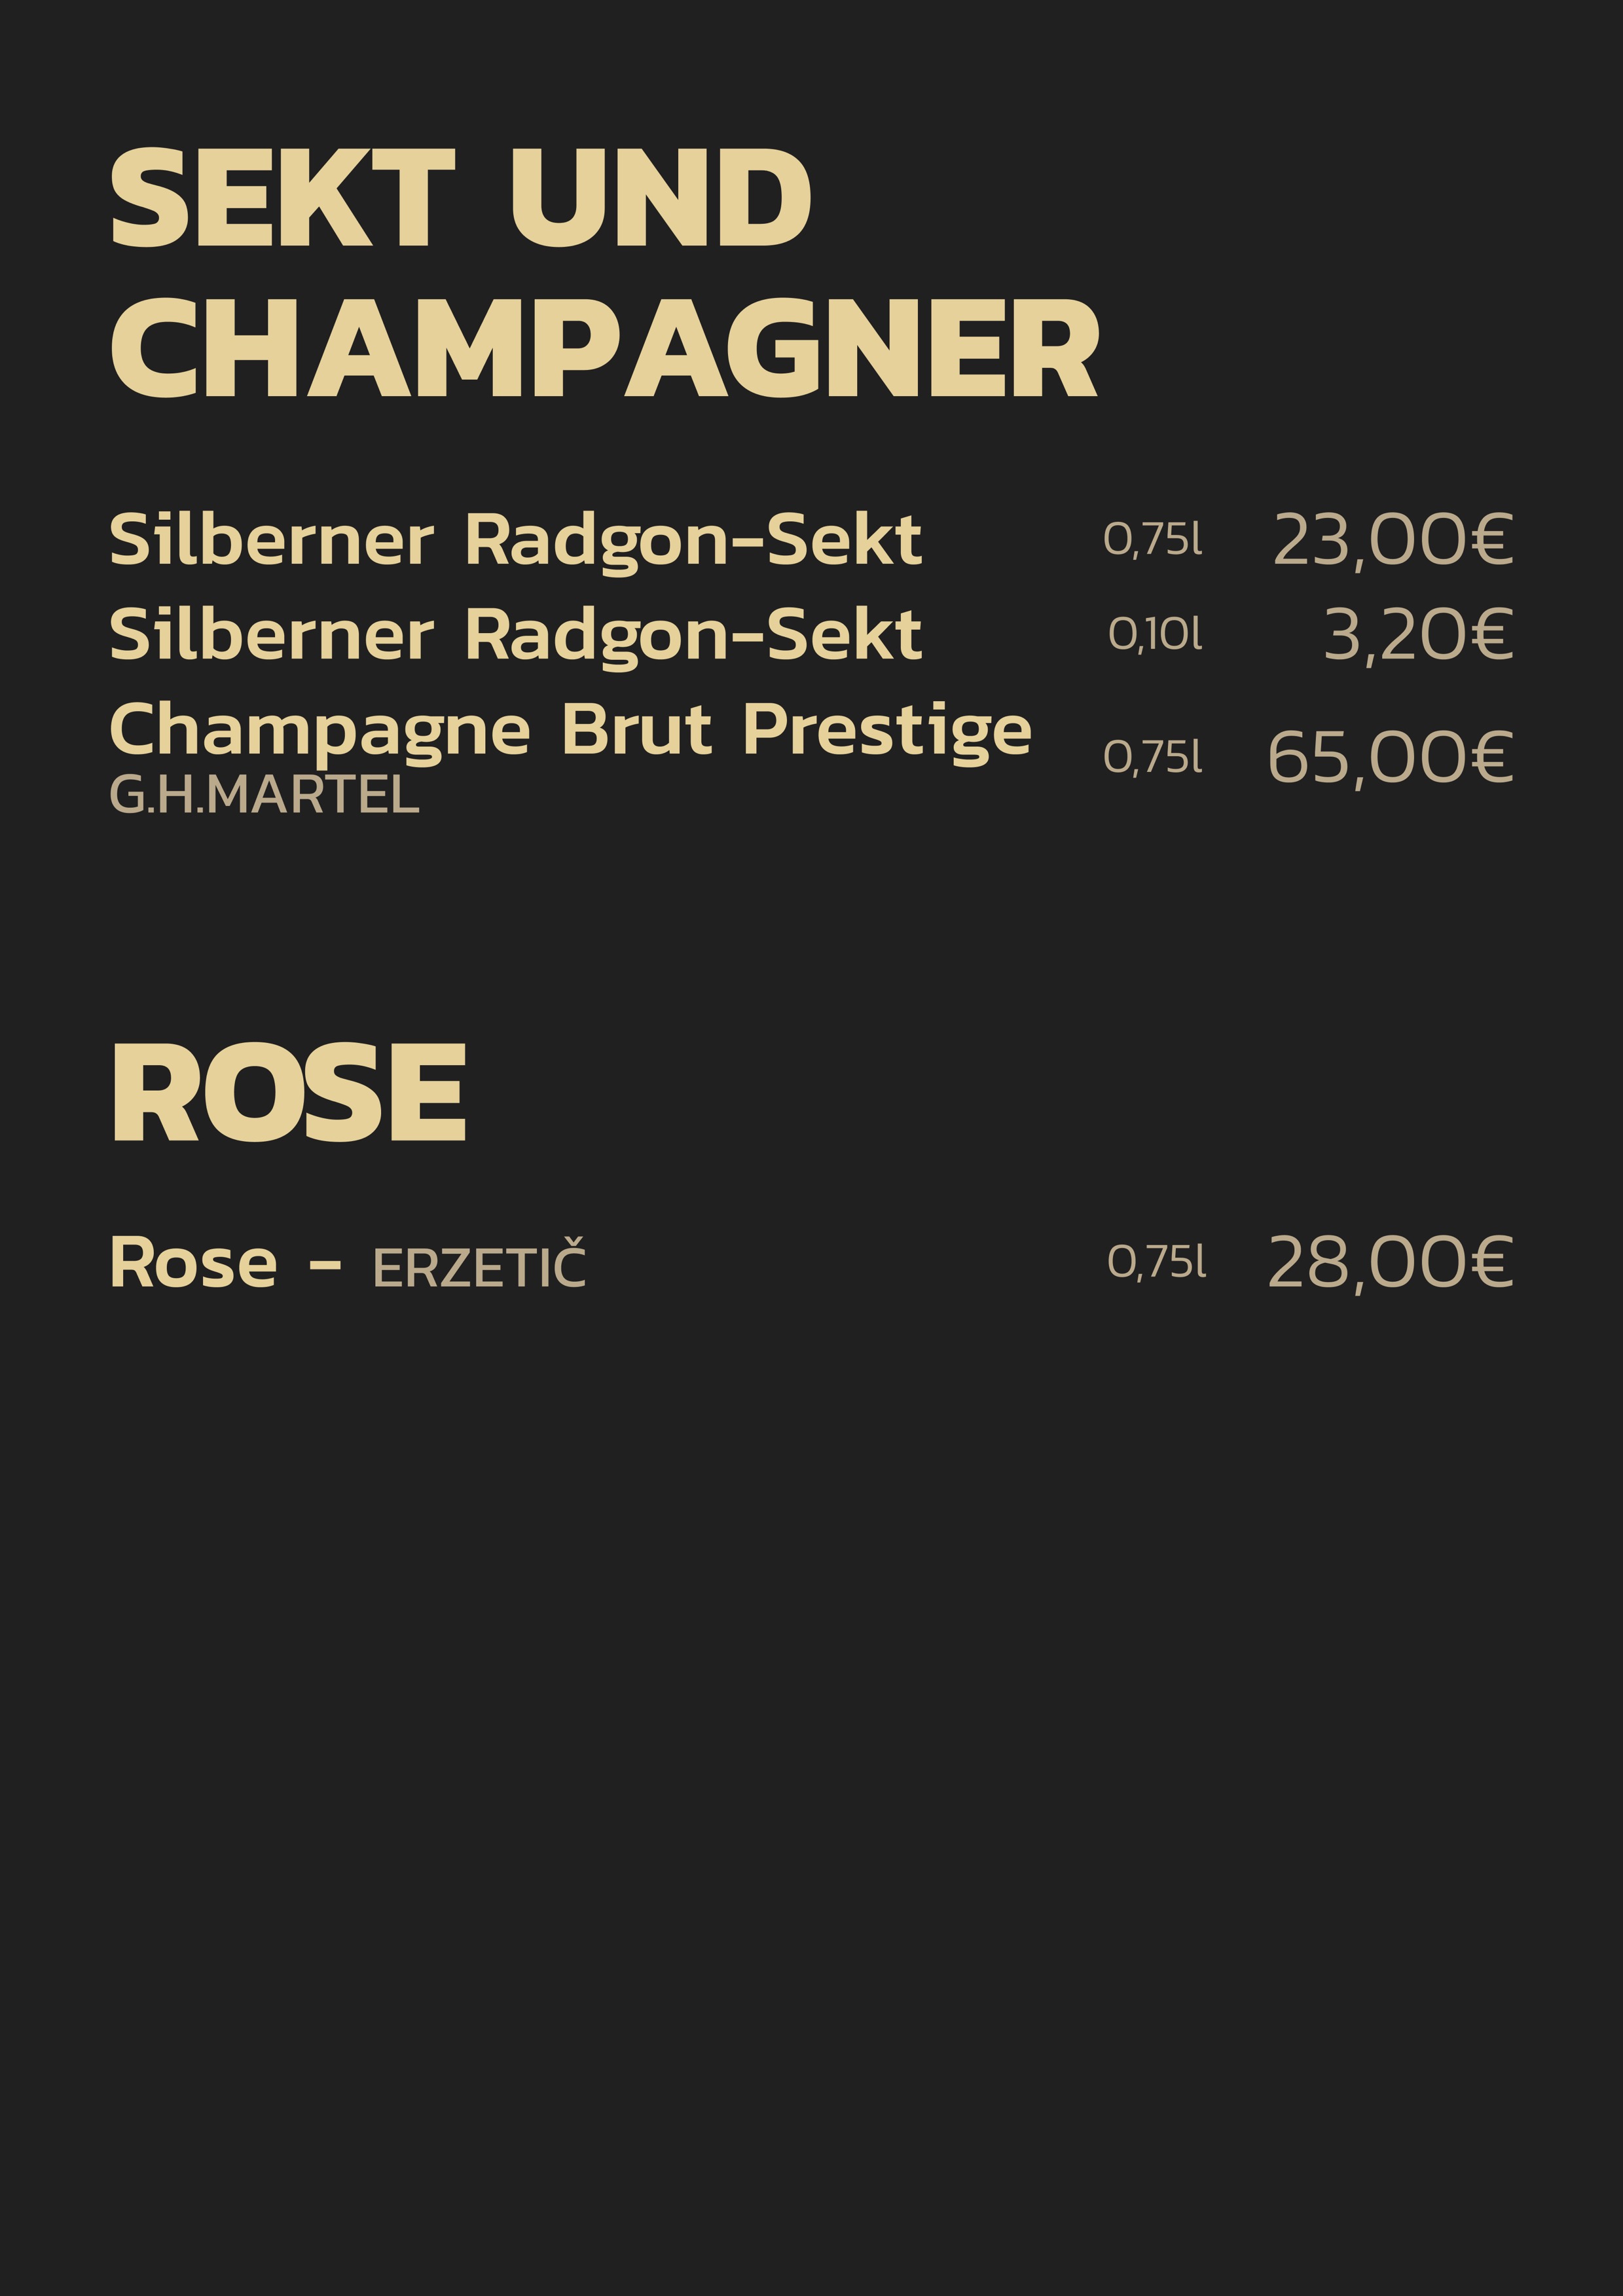 SEKT UND
CHAMPAGNER
Silberner Radgon-Sekt 0,75l 23,00€
Silberner Radgon-Sekt 0,10l 3,20€
Champagne Brut Prestige 0,75l 65,00€
G.H.MARTEL
ROSE
Rose - ERZETIČ 0,75l 28,00€